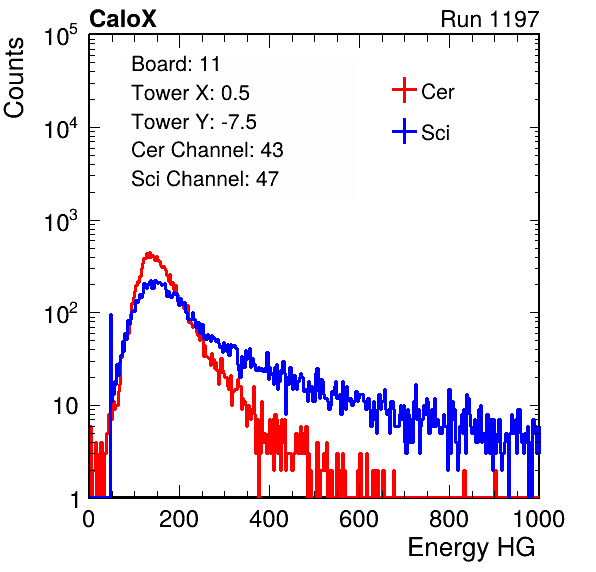 CaloX Run 1197
Counts
Board: 11
Tower X: 0.5
Tower Y: -7.5
Cer Channel: 43
Sci Channel: 47
Cer
Sci
10^5
10^4
10^3
10^2
10
1
0 200 400 600 800 1000
Energy HG